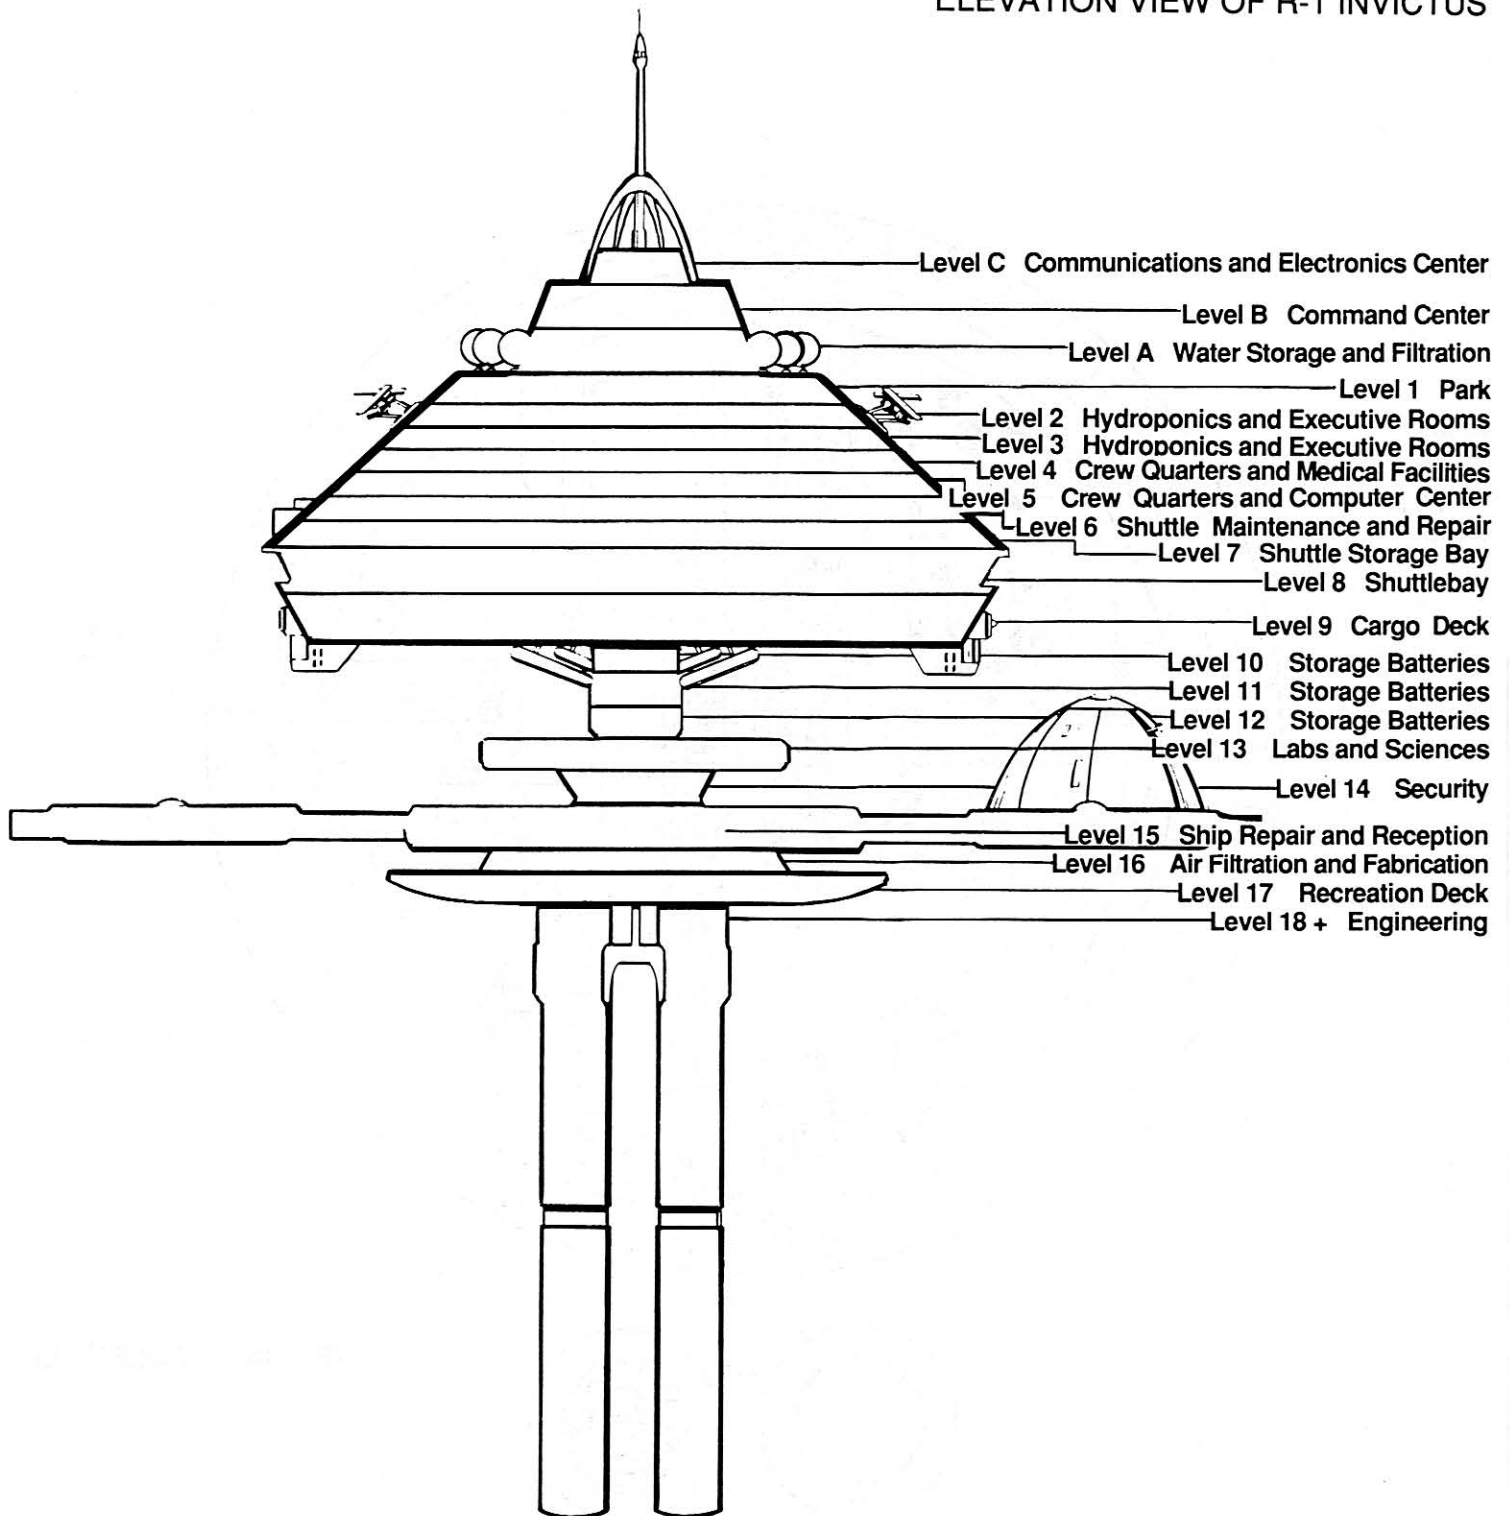 ELEVATION VIEW OF R-1 INVICTUS
Level C Communications and Electronics Center
Level B Command Center
Level A Water Storage and Filtration
Level 1 Park
Level 2 Hydroponics and Executive Rooms
Level 3 Hydroponics and Executive Rooms
Level 4 Crew Quarters and Medical Facilities
Level 5 Crew Quarters and Computer Center
Level 6 Shuttle Maintenance and Repair
Level 7 Shuttle Storage Bay
Level 8 Shuttlebay
Level 9 Cargo Deck
Level 10 Storage Batteries
Level 11 Storage Batteries
Level 12 Storage Batteries
Level 13 Labs and Sciences
Level 14 Security
Level 15 Ship Repair and Reception
Level 16 Air Filtration and Fabrication
Level 17 Recreation Deck
Level 18 + Engineering